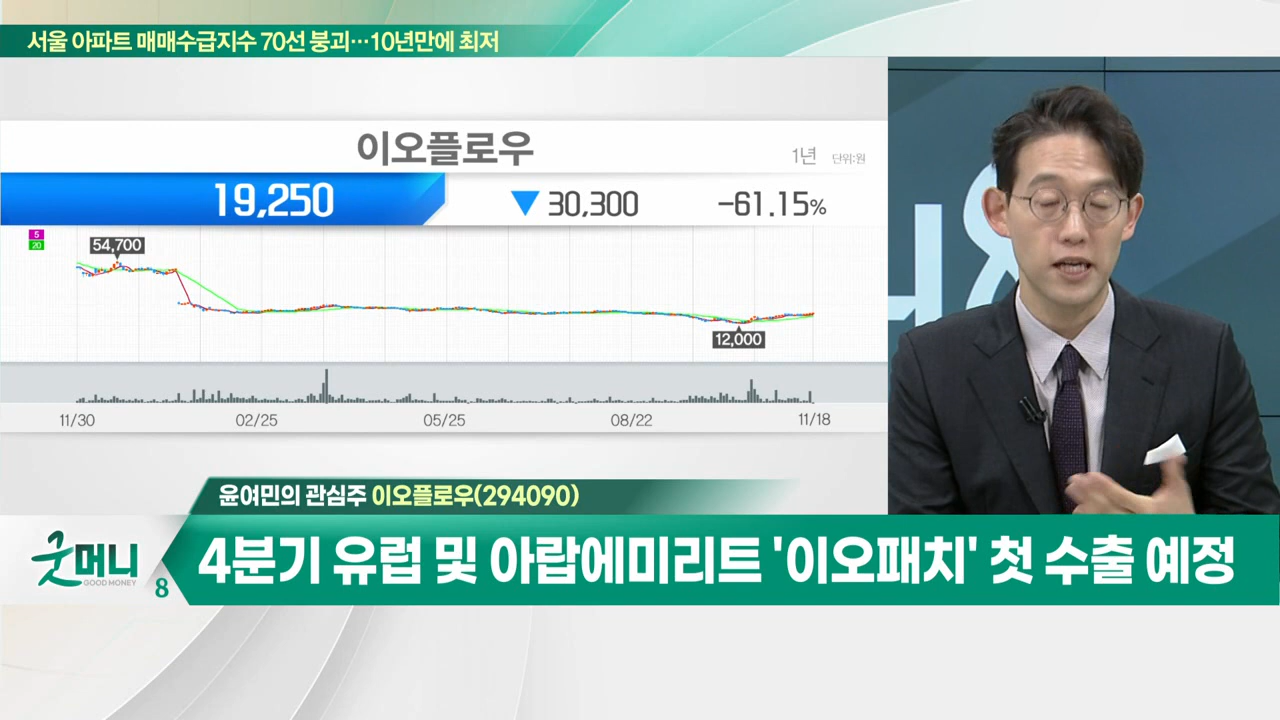 서울 아파트 매매수급지수 70선 붕괴…10년만에 최저
이오플로우
1년 단위:원
19,250 ▼ 30,300 -61.15%
5
20
54,700
12,000
11/30 02/25 05/25 08/22 11/18
윤여민의 관심주 이오플로우(294090)
굿머니
GOOD MONEY
8
4분기 유럽 및 아랍에미리트 '이오패치' 첫 수출 예정